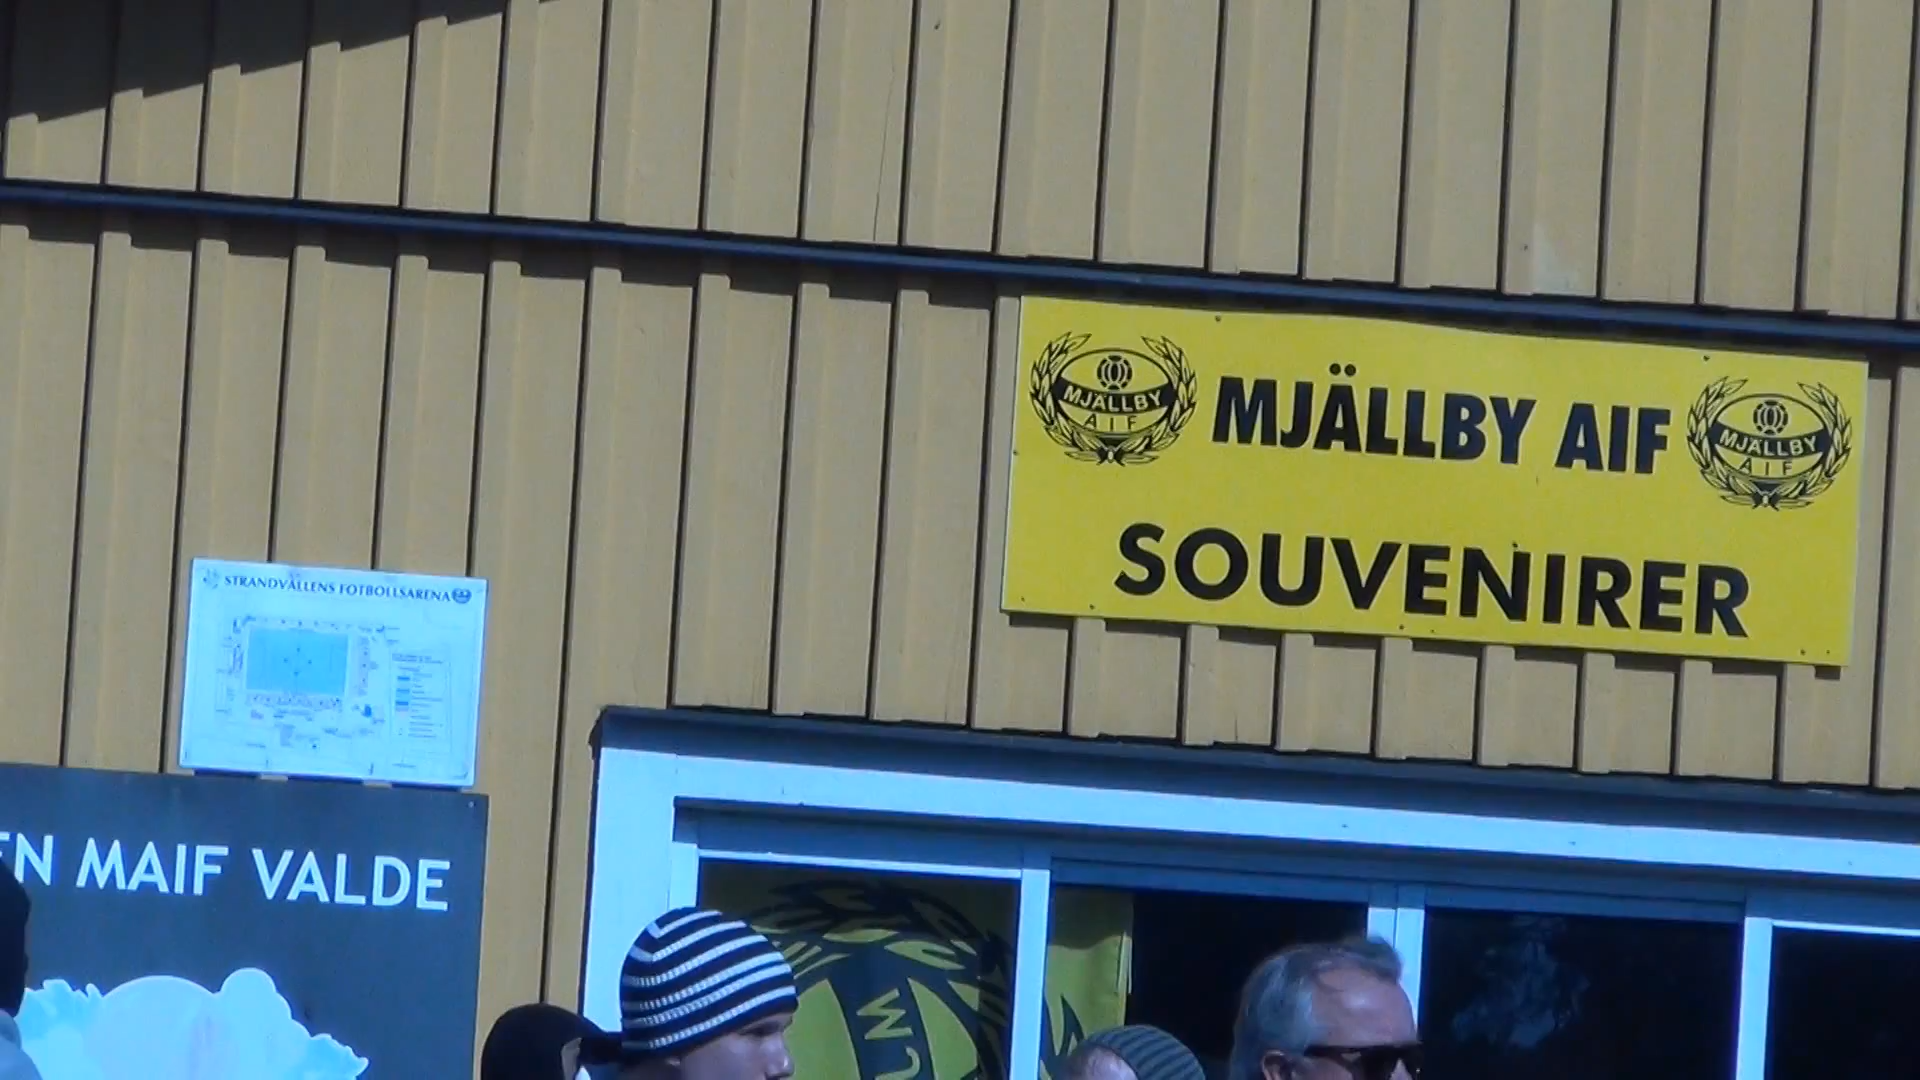 MJÄLLBY AIF
MJÄLLBY
AIF
MJÄLLBY
AIF
SOUVENIRER
STRANDVALLENS FOTBOLLSARENA
EN MAIF VALDE